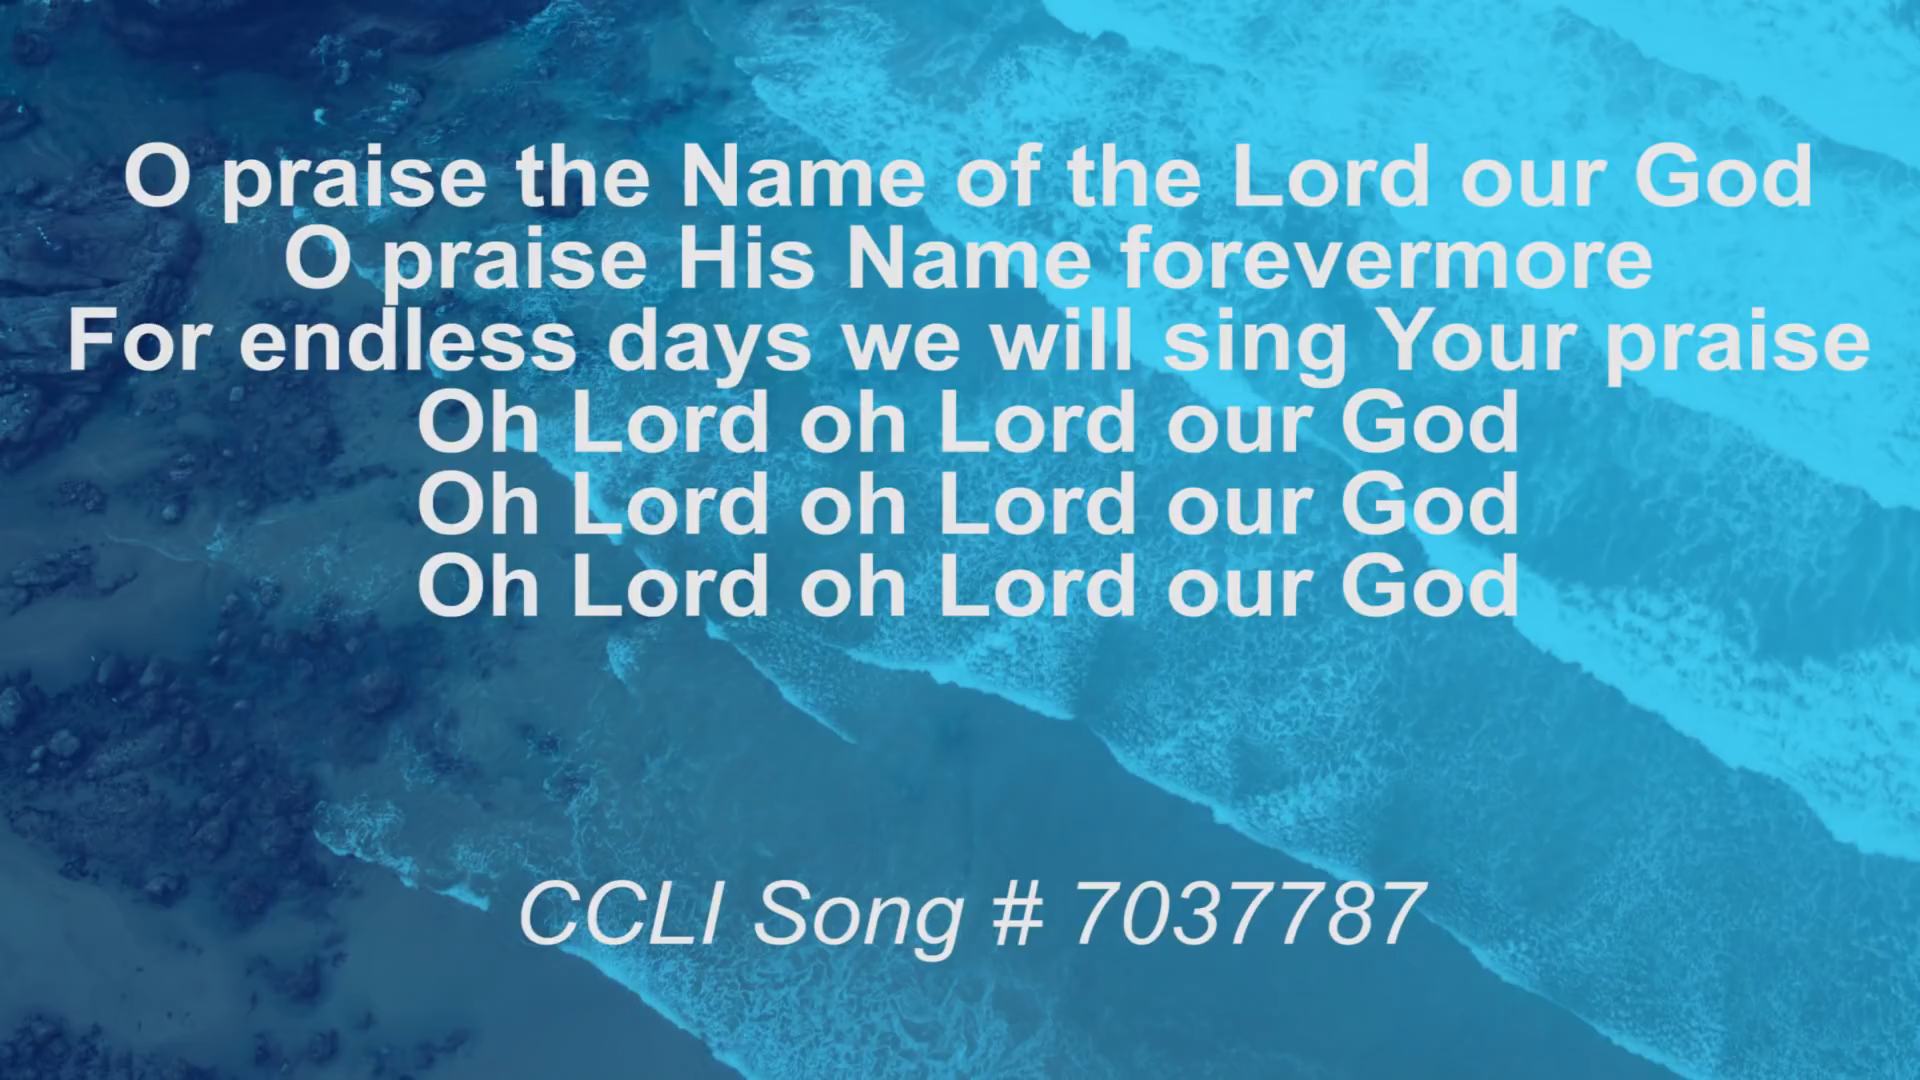 O praise the Name of the Lord our God
O praise His Name forevermore
For endless days we will sing Your praise
Oh Lord oh Lord our God
Oh Lord oh Lord our God
Oh Lord oh Lord our God
CCLI Song # 7037787